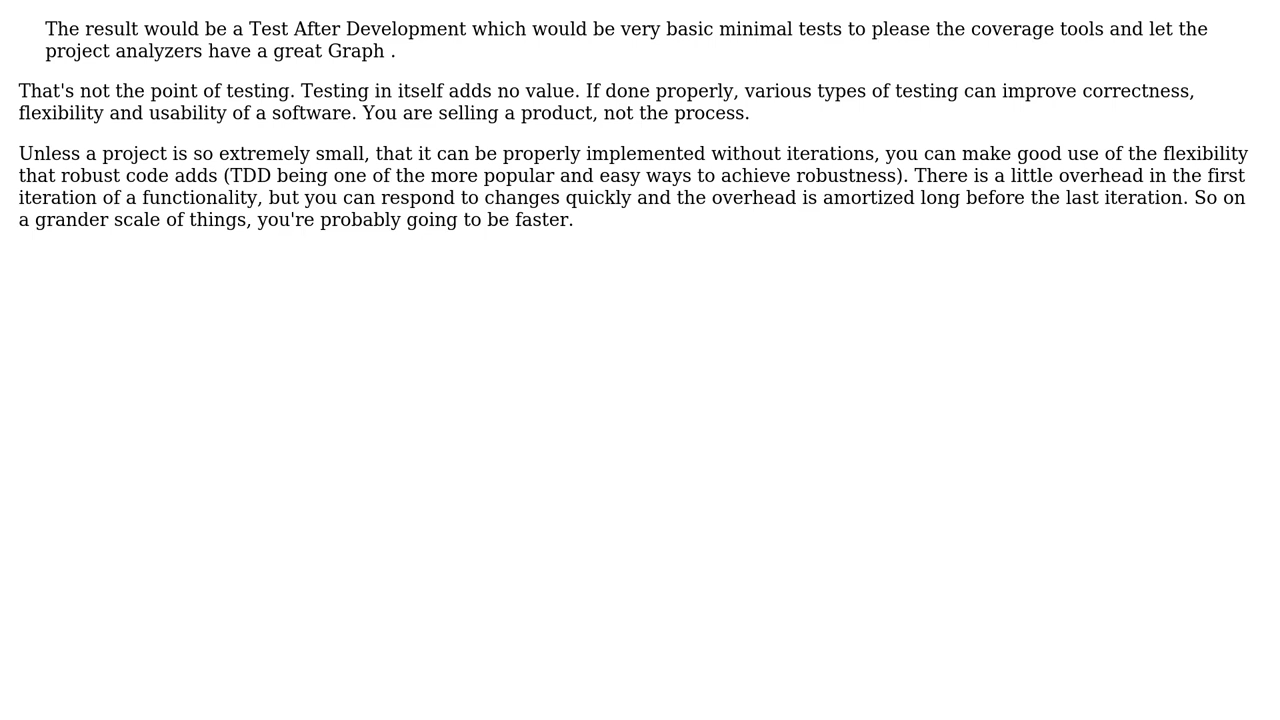 The result would be a Test After Development which would be very basic minimal tests to please the coverage tools and let the
project analyzers have a great Graph .
That's not the point of testing. Testing in itself adds no value. If done properly, various types of testing can improve correctness,
flexibility and usability of a software. You are selling a product, not the process.
Unless a project is so extremely small, that it can be properly implemented without iterations, you can make good use of the flexibility
that robust code adds (TDD being one of the more popular and easy ways to achieve robustness). There is a little overhead in the first
iteration of a functionality, but you can respond to changes quickly and the overhead is amortized long before the last iteration. So on
a grander scale of things, you're probably going to be faster.